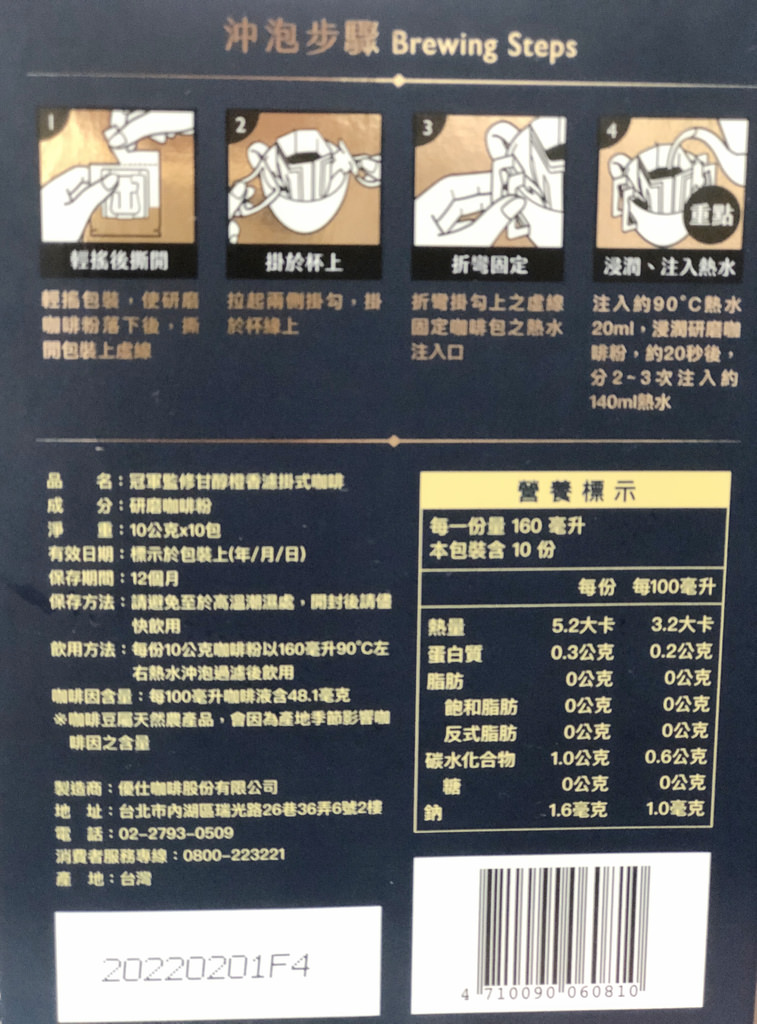 沖泡步驟 Brewing Steps
1
輕搖後撕開
輕搖包裝，使研磨
咖啡粉落下後，撕
開包裝上虛線
2
掛於杯上
拉起兩側掛勾，掛
於杯緣上
3
折彎固定
折彎掛勾上之虛線
固定咖啡包之熱水
注入口
4
重點
浸潤、注入熱水
注入約90°C熱水
20ml，浸潤研磨咖
啡粉，約20秒後，
分2~3次注入約
140ml熱水
品　　名：冠軍監修甘醇橙香濾掛式咖啡
成　　分：研磨咖啡粉
淨　　重：10公克x10包
有效日期：標示於包裝上(年/月/日)
保存期間：12個月
保存方法：請避免至於高溫潮濕處，開封後請儘
快飲用
飲用方法：每份10公克咖啡粉以160毫升90°C左
右熱水沖泡過濾後飲用
咖啡因含量：每100毫升咖啡液含48.1毫克
※咖啡豆屬天然農產品，會因為產地季節影響咖
啡因之含量
製造商：優仕咖啡股份有限公司
地　址：台北市內湖區瑞光路26巷36弄6號2樓
電　話：02-2793-0509
消費者服務專線：0800-223221
產　地：台灣
20220201F4
營養標示
每一份量 160 毫升
本包裝含 10 份
每份 每100毫升
熱量 5.2大卡 3.2大卡
蛋白質 0.3公克 0.2公克
脂肪 0公克 0公克
飽和脂肪 0公克 0公克
反式脂肪 0公克 0公克
碳水化合物 1.0公克 0.6公克
糖 0公克 0公克
鈉 1.6毫克 1.0毫克
4 710090 060810